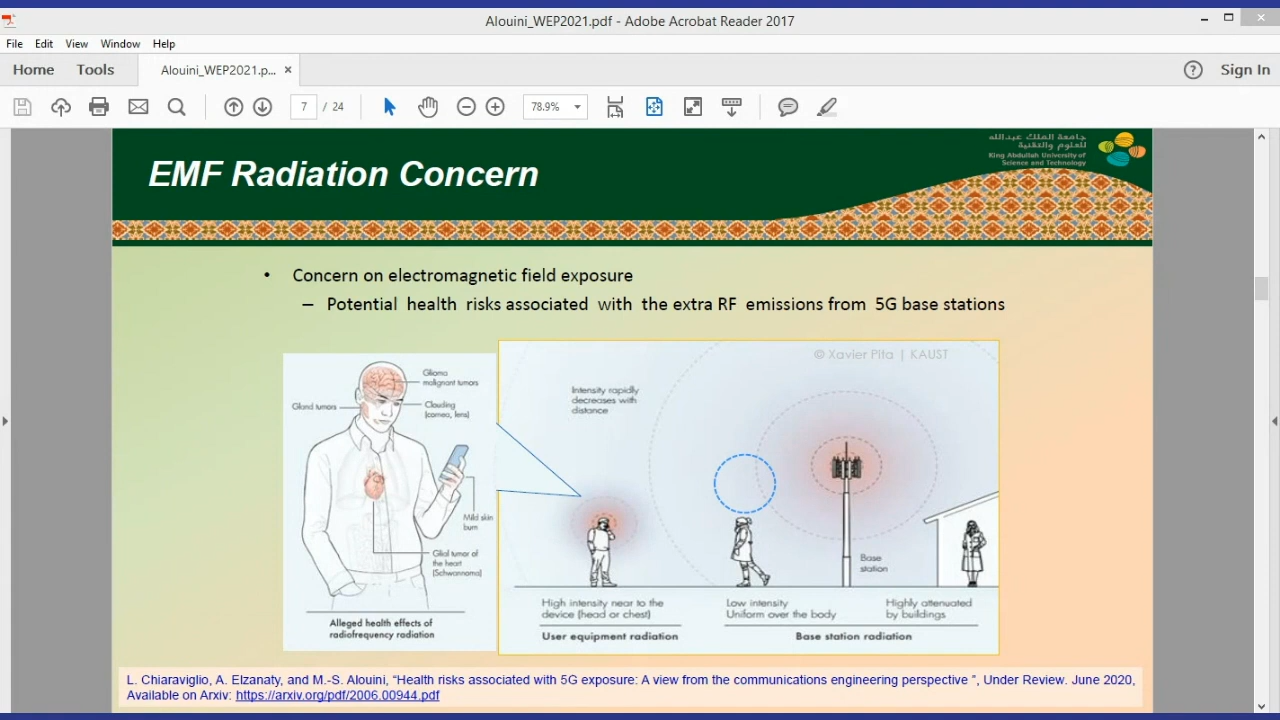 Alouini_WEP2021.pdf - Adobe Acrobat Reader 2017
File Edit View Window Help
Home Tools Alouini_WEP2021.p... × Sign In
7 / 24 78.9%
EMF Radiation Concern
جامعة الملك عبدالله
للعلوم والتقنية
King Abdullah University of
Science and Technology
• Concern on electromagnetic field exposure
– Potential health risks associated with the extra RF emissions from 5G base stations
Glioma
malignant tumors
Gland tumors
Clouding
(cornea, lens)
Mild skin
burn
Glial tumor of
the heart
(Schwannoma)
Alleged health effects of
radiofrequency radiation
© Xavier Pita | KAUST
Intensity rapidly
decreases with
distance
Base
station
High intensity near to the
device (head or chest)
User equipment radiation
Low intensity
Uniform over the body
Highly attenuated
by buildings
Base station radiation
L. Chiaraviglio, A. Elzanaty, and M.-S. Alouini, “Health risks associated with 5G exposure: A view from the communications engineering perspective ”, Under Review. June 2020,
Available on Arxiv: https://arxiv.org/pdf/2006.00944.pdf